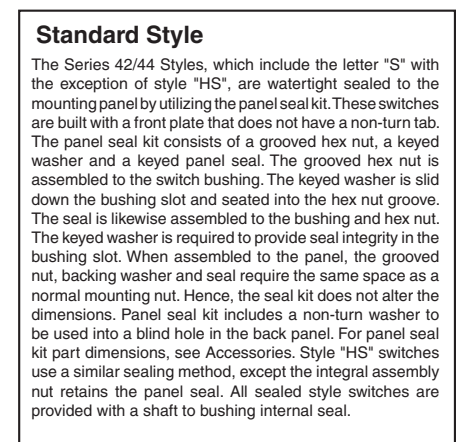 Standard Style
The Series 42/44 Styles, which include the letter "S" with
the exception of style "HS", are watertight sealed to the
mounting panel by utilizing the panel seal kit. These switches
are built with a front plate that does not have a non-turn tab.
The panel seal kit consists of a grooved hex nut, a keyed
washer and a keyed panel seal. The grooved hex nut is
assembled to the switch bushing. The keyed washer is slid
down the bushing slot and seated into the hex nut groove.
The seal is likewise assembled to the bushing and hex nut.
The keyed washer is required to provide seal integrity in the
bushing slot. When assembled to the panel, the grooved
nut, backing washer and seal require the same space as a
normal mounting nut. Hence, the seal kit does not alter the
dimensions. Panel seal kit includes a non-turn washer to
be used into a blind hole in the back panel. For panel seal
kit part dimensions, see Accessories. Style "HS" switches
use a similar sealing method, except the integral assembly
nut retains the panel seal. All sealed style switches are
provided with a shaft to bushing internal seal.